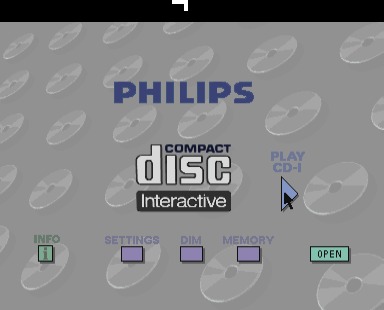 PHILIPS
COMPACT
disc
Interactive
PLAY
CD-I
INFO
i
SETTINGS
DIM
MEMORY
OPEN